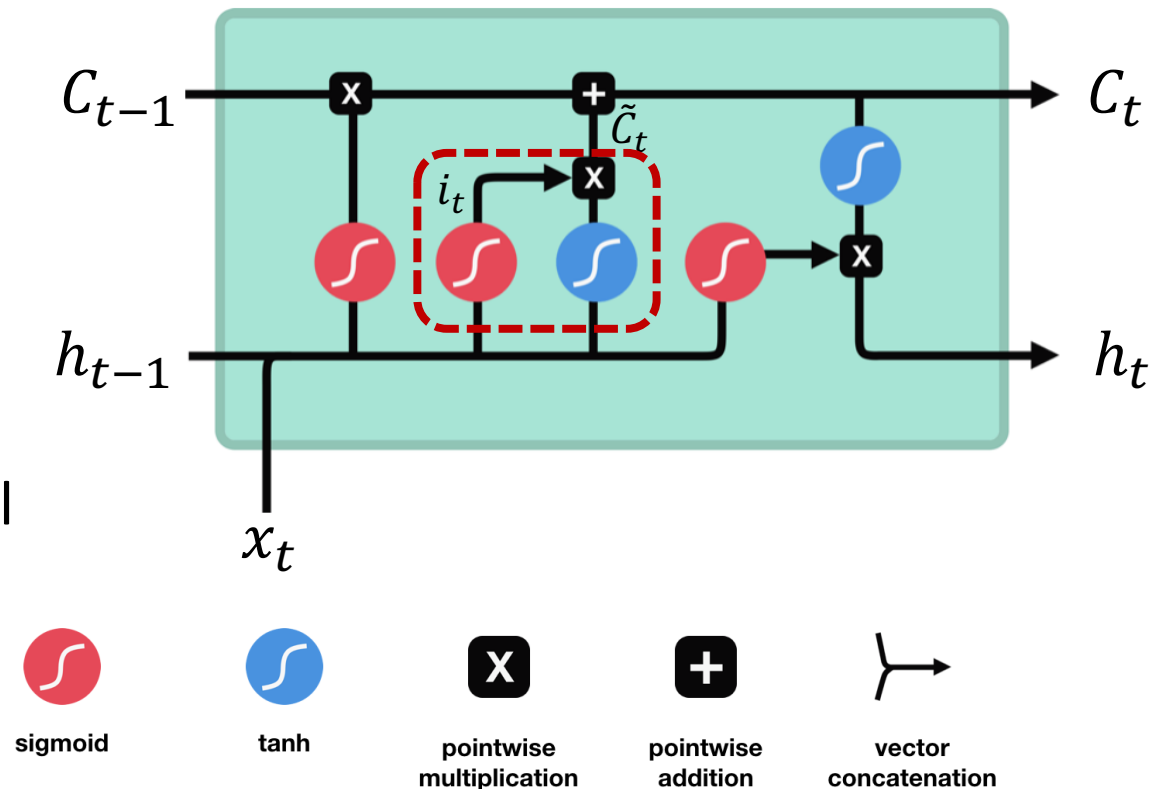 C_{t-1}
X
+
C_t
C̃_t
i_t
X
X
h_{t-1}
h_t
x_t
X
+
sigmoid
tanh
pointwise
multiplication
pointwise
addition
vector
concatenation